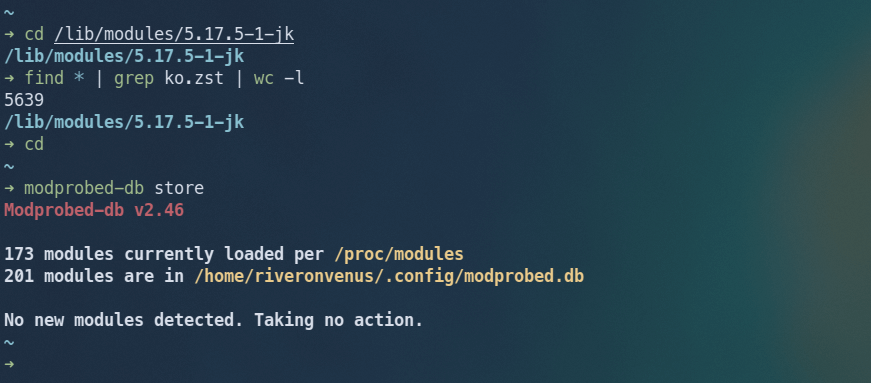 ~
➜ cd /lib/modules/5.17.5-1-jk
/lib/modules/5.17.5-1-jk
➜ find * | grep ko.zst | wc -l
5639
/lib/modules/5.17.5-1-jk
➜ cd
~
➜ modprobed-db store
Modprobed-db v2.46
173 modules currently loaded per /proc/modules
201 modules are in /home/riveronvenus/.config/modprobed.db
No new modules detected. Taking no action.
~
➜